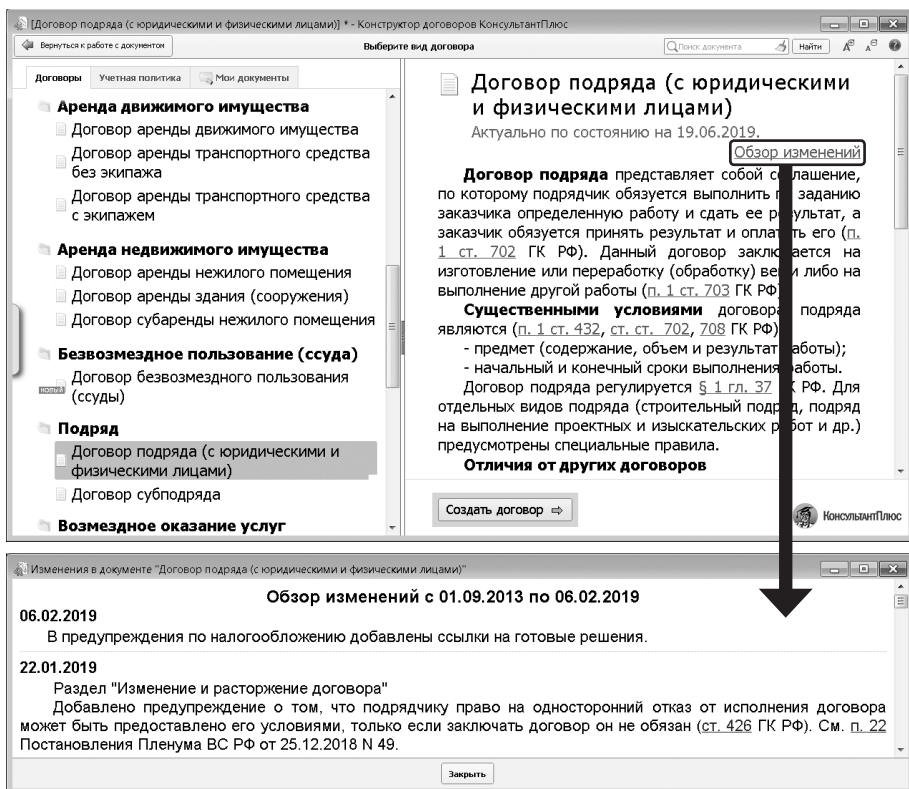 [Договор подряда (с юридическими и физическими лицами)] * - Конструктор договоров КонсультантПлюс
Вернуться к работе с документом
Выберите вид договора
Поиск документа
Найти
Договоры
Учетная политика
Мои документы
Аренда движимого имущества
Договор аренды движимого имущества
Договор аренды транспортного средства
без экипажа
Договор аренды транспортного средства
с экипажем
Аренда недвижимого имущества
Договор аренды нежилого помещения
Договор аренды здания (сооружения)
Договор субаренды нежилого помещения
Безвозмездное пользование (ссуда)
новый
Договор безвозмездного пользования
(ссуды)
Подряд
Договор подряда (с юридическими и
физическими лицами)
Договор субподряда
Возмездное оказание услуг
Договор подряда (с юридическими
и физическими лицами)
Актуально по состоянию на 19.06.2019.
Обзор изменений
Договор подряда представляет собой соглашение,
по которому подрядчик обязуется выполнить по заданию
заказчика определенную работу и сдать ее результат, а
заказчик обязуется принять результат и оплатить его (п.
1 ст. 702 ГК РФ). Данный договор заключается на
изготовление или переработку (обработку) вещи либо на
выполнение другой работы (п. 1 ст. 703 ГК РФ)
Существенными условиями договора подряда
являются (п. 1 ст. 432, ст. ст. 702, 708 ГК РФ)
- предмет (содержание, объем и результат работы);
- начальный и конечный сроки выполнения работы.
Договор подряда регулируется § 1 гл. 37 ГК РФ. Для
отдельных видов подряда (строительный подряд, подряд
на выполнение проектных и изыскательских работ и др.)
предусмотрены специальные правила.
Отличия от других договоров
Создать договор ⇨
КонсультантПлюс
Изменения в документе "Договор подряда (с юридическими и физическими лицами)"
Обзор изменений с 01.09.2013 по 06.02.2019
06.02.2019
В предупреждения по налогообложению добавлены ссылки на готовые решения.
22.01.2019
Раздел "Изменение и расторжение договора"
Добавлено предупреждение о том, что подрядчику право на односторонний отказ от исполнения договора
может быть предоставлено его условиями, только если заключать договор он не обязан (ст. 426 ГК РФ). См. п. 22
Постановления Пленума ВС РФ от 25.12.2018 N 49.
Закрыть